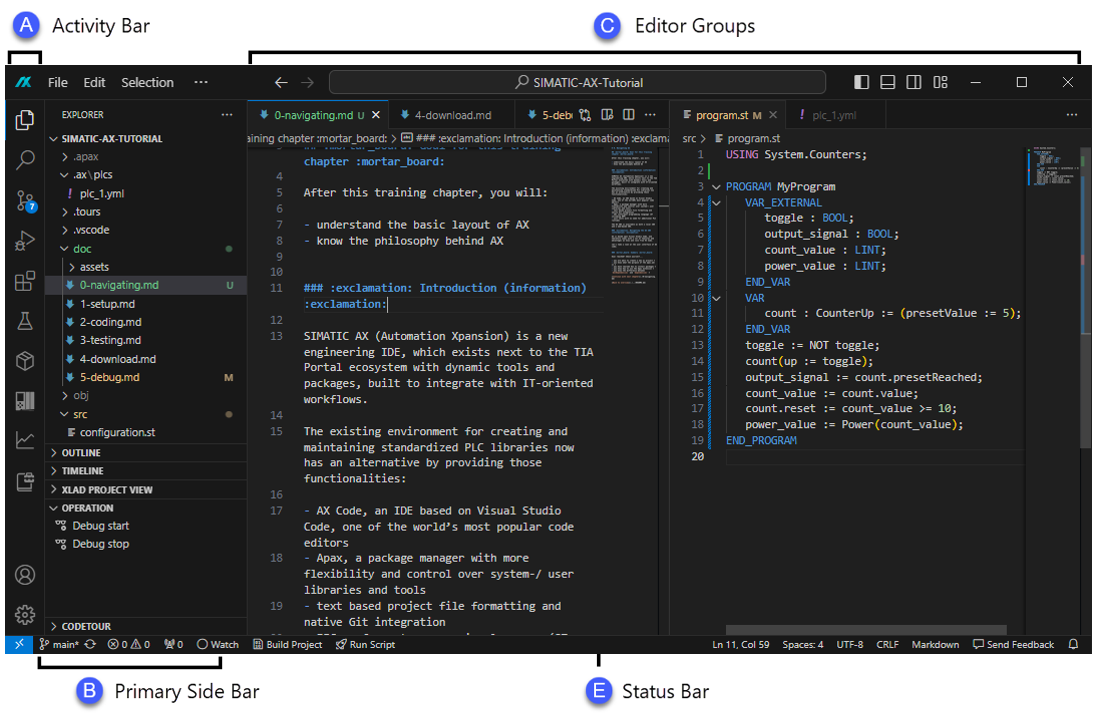 A Activity Bar
C Editor Groups
File Edit Selection ···
SIMATIC-AX-Tutorial
EXPLORER ···
SIMATIC-AX-TUTORIAL
.apax
.ax\plcs
! plc_1.yml
.tours
.vscode
doc
assets
0-navigating.md U
1-setup.md
2-coding.md
3-testing.md
4-download.md
5-debug.md M
obj
src
configuration.st
OUTLINE
TIMELINE
XLAD PROJECT VIEW
OPERATION
Debug start
Debug stop
CODETOUR
7
0-navigating.md U
4-download.md
5-deb
···
aining chapter :mortar_board: > ### :exclamation: Introduction (information) :exclama
chapter :mortar_board:
4
5 After this training chapter, you will:
6
7 - understand the basic layout of AX
8 - know the philosophy behind AX
9
10
11 ### :exclamation: Introduction (information)
:exclamation:
12
13 SIMATIC AX (Automation Xpansion) is a new
engineering IDE, which exists next to the TIA
Portal ecosystem with dynamic tools and
packages, built to integrate with IT-oriented
workflows.
14
15 The existing environment for creating and
maintaining standardized PLC libraries now
has an alternative by providing those
functionalities:
16
17 - AX Code, an IDE based on Visual Studio
Code, one of the world's most popular code
editors
18 - Apax, a package manager with more
flexibility and control over system-/ user
libraries and tools
19 - text based project file formatting and
native Git integration
program.st M
! plc_1.yml
···
src > program.st
1 USING System.Counters;
2
3 PROGRAM MyProgram
4 VAR_EXTERNAL
5 toggle : BOOL;
6 output_signal : BOOL;
7 count_value : LINT;
8 power_value : LINT;
9 END_VAR
10 VAR
11 count : CounterUp := (presetValue := 5);
12 END_VAR
13 toggle := NOT toggle;
14 count(up := toggle);
15 output_signal := count.presetReached;
16 count_value := count.value;
17 count.reset := count_value >= 10;
18 power_value := Power(count_value);
19 END_PROGRAM
20
main* 0 0 0 Watch Build Project Run Script Ln 11, Col 59 Spaces: 4 UTF-8 CRLF Markdown Send Feedback
B Primary Side Bar
E Status Bar